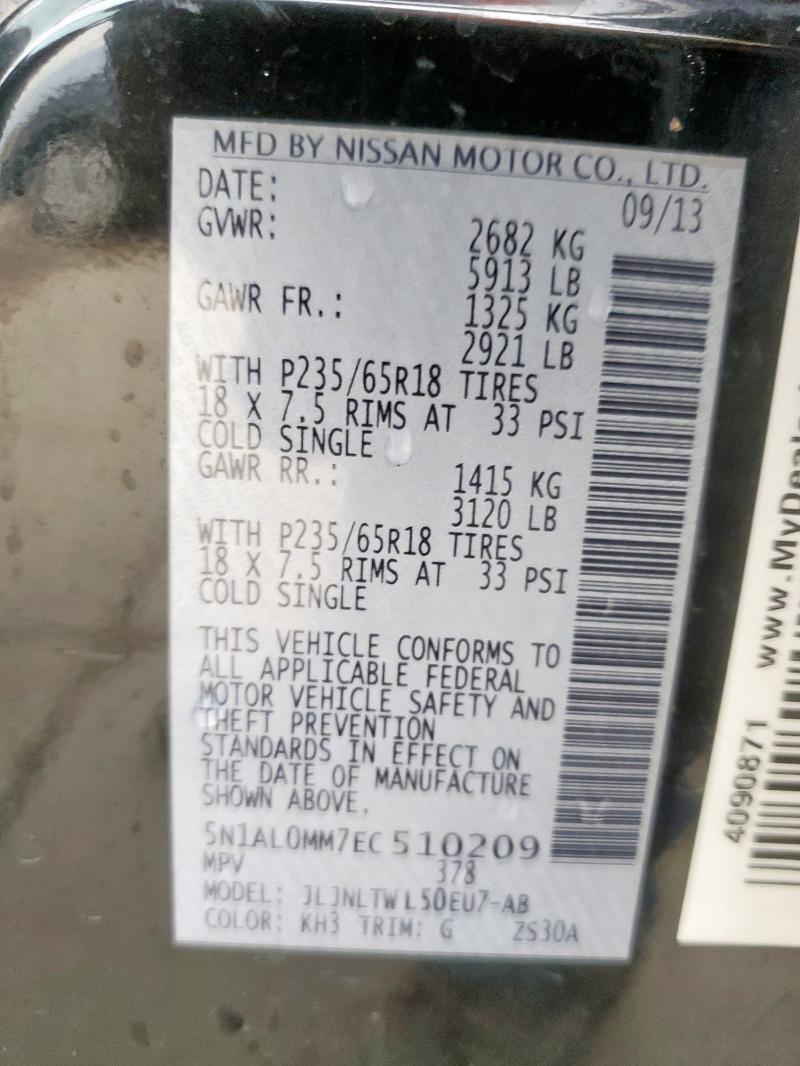 MFD BY NISSAN MOTOR CO., LTD.
DATE: 09/13
GVWR: 2682 KG
5913 LB
GAWR FR.: 1325 KG
2921 LB
WITH P235/65R18 TIRES
18 X 7.5 RIMS AT 33 PSI
COLD SINGLE
GAWR RR.: 1415 KG
3120 LB
WITH P235/65R18 TIRES
18 X 7.5 RIMS AT 33 PSI
COLD SINGLE
THIS VEHICLE CONFORMS TO
ALL APPLICABLE FEDERAL
MOTOR VEHICLE SAFETY AND
THEFT PREVENTION
STANDARDS IN EFFECT ON
THE DATE OF MANUFACTURE
SHOWN ABOVE.
5N1AL0MM7EC 510209
MPV 378
MODEL: JLJNLTWL50EU7-AB
COLOR: KH3 TRIM: G ZS30A
4090871